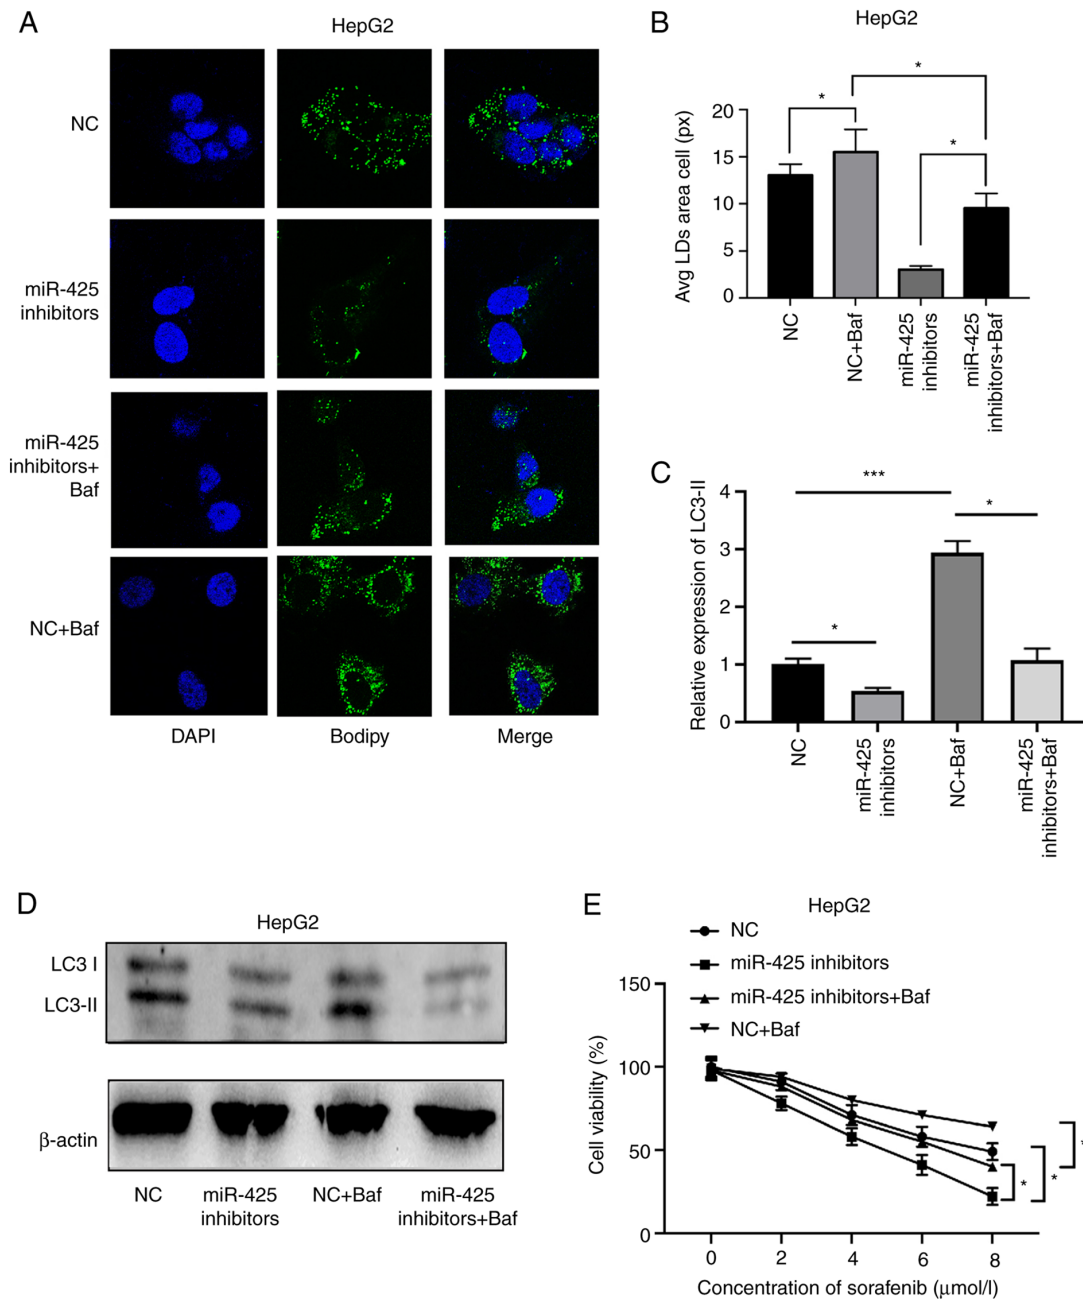 A
HepG2
NC
miR-425
inhibitors
miR-425
inhibitors+
Baf
NC+Baf
DAPI
Bodipy
Merge
B
HepG2
*
*
*
Avg LDs area cell (px)
20
15
10
5
0
NC
NC+Baf
miR-425
inhibitors
miR-425
inhibitors+Baf
C
***
*
*
Relative expression of LC3-II
4
3
2
1
0
NC
miR-425
inhibitors
NC+Baf
miR-425
inhibitors+Baf
D
HepG2
LC3 I
LC3-II
β-actin
NC
miR-425
inhibitors
NC+Baf
miR-425
inhibitors+Baf
E
HepG2
NC
miR-425 inhibitors
miR-425 inhibitors+Baf
NC+Baf
Cell viability (%)
150
100
50
0
*
*
*
0 2 4 6 8
Concentration of sorafenib (μmol/l)